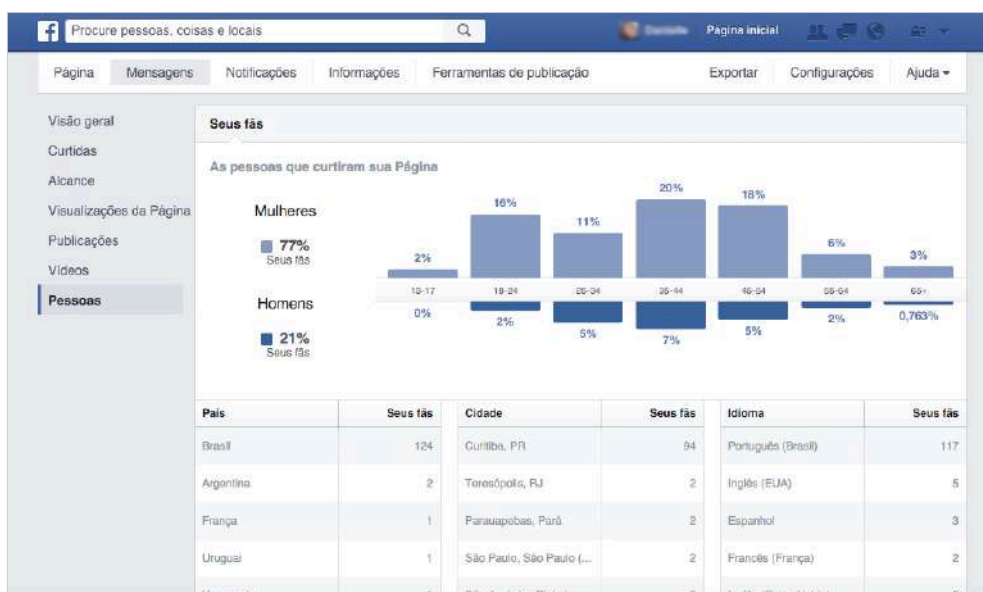 f Procure pessoas, coisas e locais
Página inicial
Página Mensagens Notificações Informações Ferramentas de publicação Exportar Configurações Ajuda
Visão geral
Curtidas
Alcance
Visualizações da Página
Publicações
Vídeos
Pessoas
Seus fãs
As pessoas que curtiram sua Página
Mulheres
77%
Seus fãs
2% 16% 11% 20% 18% 6% 3%
13-17 18-24 25-34 35-44 45-54 55-64 65+
Homens
21%
Seus fãs
0% 2% 5% 7% 5% 2% 0,763%
País Seus fãs
Brasil 124
Argentina 2
França 1
Uruguai 1
Cidade Seus fãs
Curitiba, PR 94
Teresópolis, RJ 2
Parauapebas, Pará 2
São Paulo, São Paulo (... 2
Idioma Seus fãs
Português (Brasil) 117
Inglês (EUA) 5
Espanhol 3
Francês (França) 2